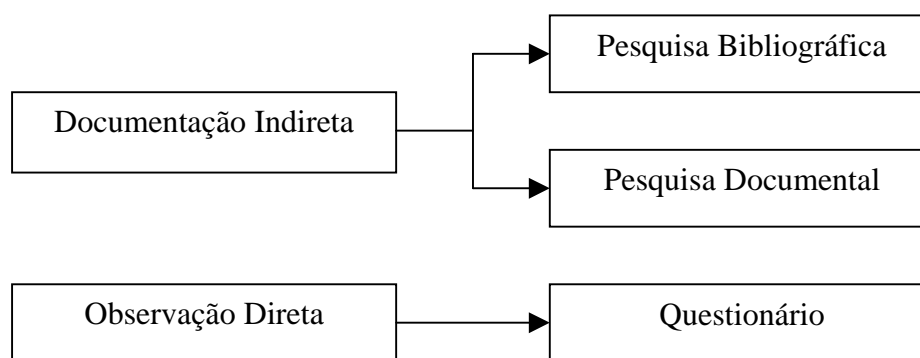 Pesquisa Bibliográfica
Documentação Indireta
Pesquisa Documental
Observação Direta
Questionário